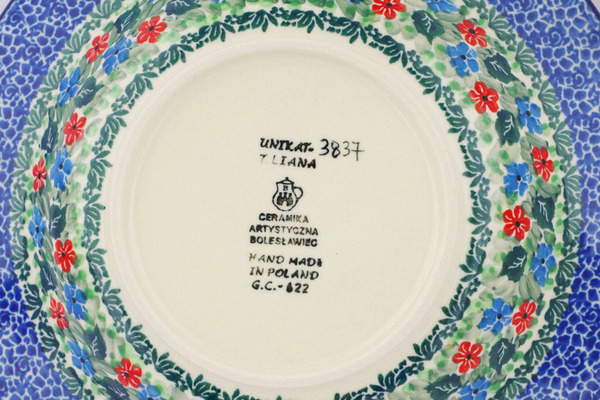 UNIKAT- 3837
T LIANA
CERAMIKA
ARTYSTYCZNA
BOLESŁAWIEC
HAND MADE
IN POLAND
G.C.-622